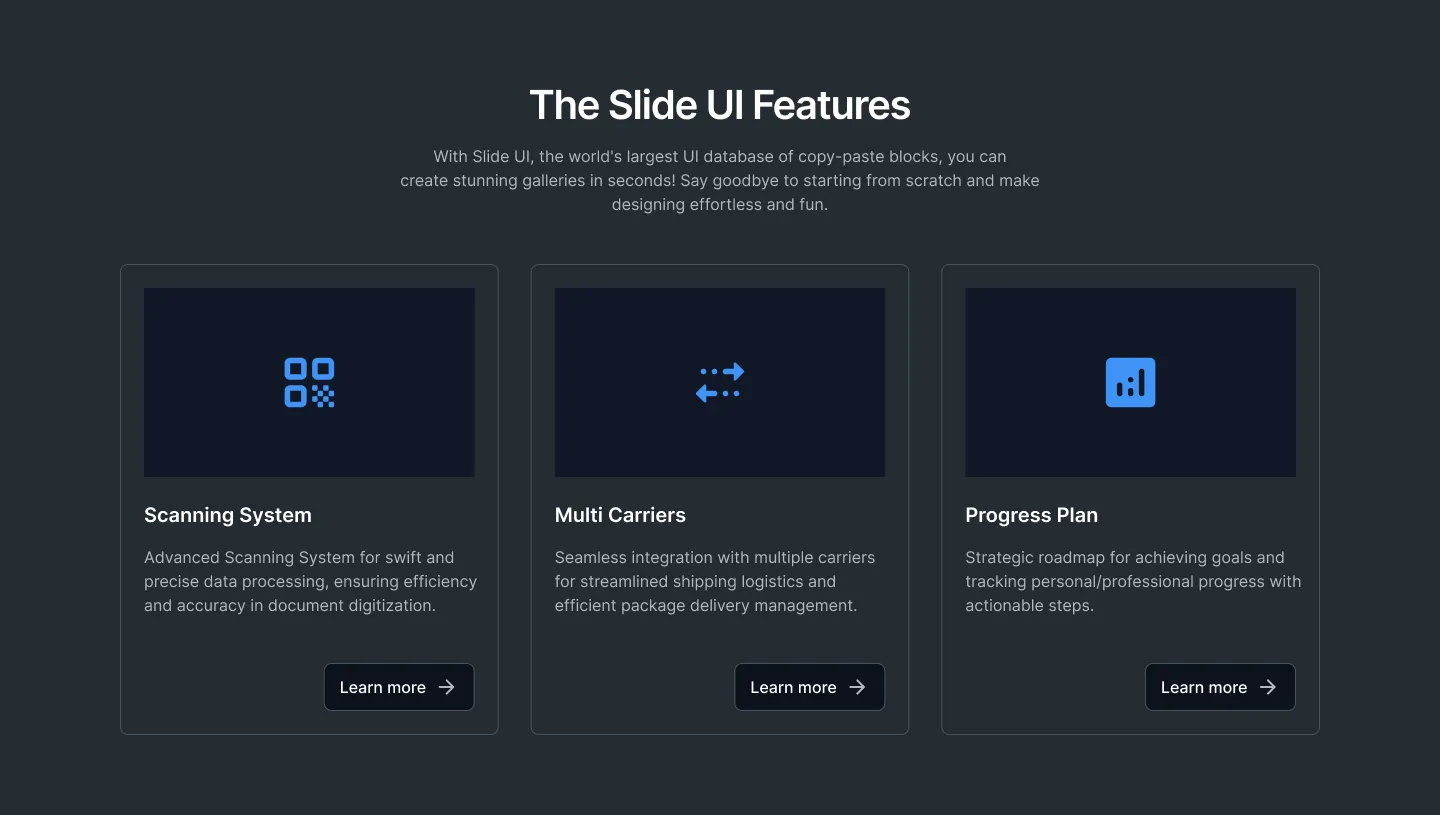 The Slide UI Features
With Slide UI, the world's largest UI database of copy-paste blocks, you can
create stunning galleries in seconds! Say goodbye to starting from scratch and make
designing effortless and fun.
Scanning System
Advanced Scanning System for swift and
precise data processing, ensuring efficiency
and accuracy in document digitization.
Learn more
Multi Carriers
Seamless integration with multiple carriers
for streamlined shipping logistics and
efficient package delivery management.
Learn more
Progress Plan
Strategic roadmap for achieving goals and
tracking personal/professional progress with
actionable steps.
Learn more